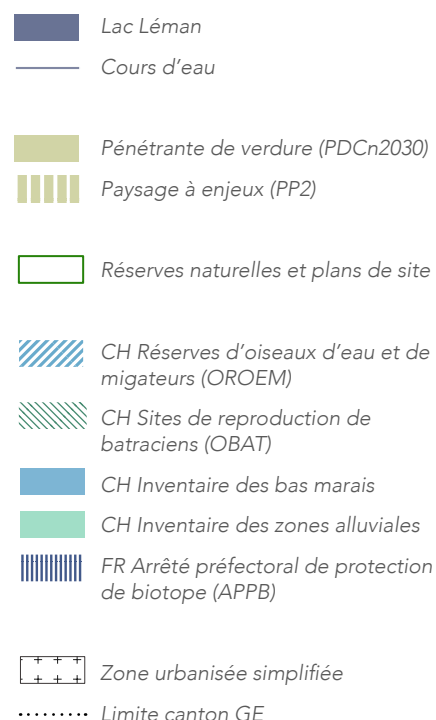 Lac Léman
Cours d'eau
Pénétrante de verdure (PDCn2030)
Paysage à enjeux (PP2)
Réserves naturelles et plans de site
CH Réserves d'oiseaux d'eau et de
migateurs (OROEM)
CH Sites de reproduction de
batraciens (OBAT)
CH Inventaire des bas marais
CH Inventaire des zones alluviales
FR Arrêté préfectoral de protection
de biotope (APPB)
Zone urbanisée simplifiée
Limite canton GE